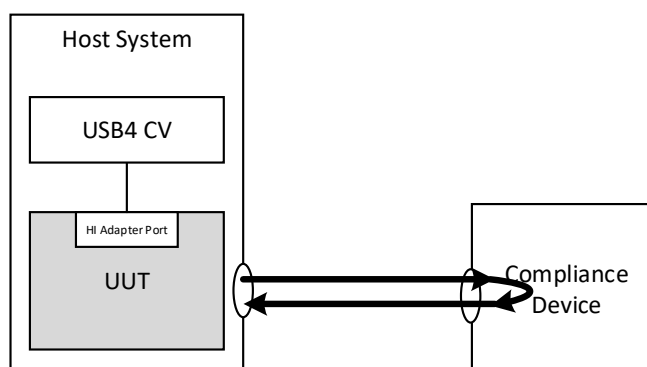 Host System
USB4 CV
HI Adapter Port
UUT
Compliance
Device